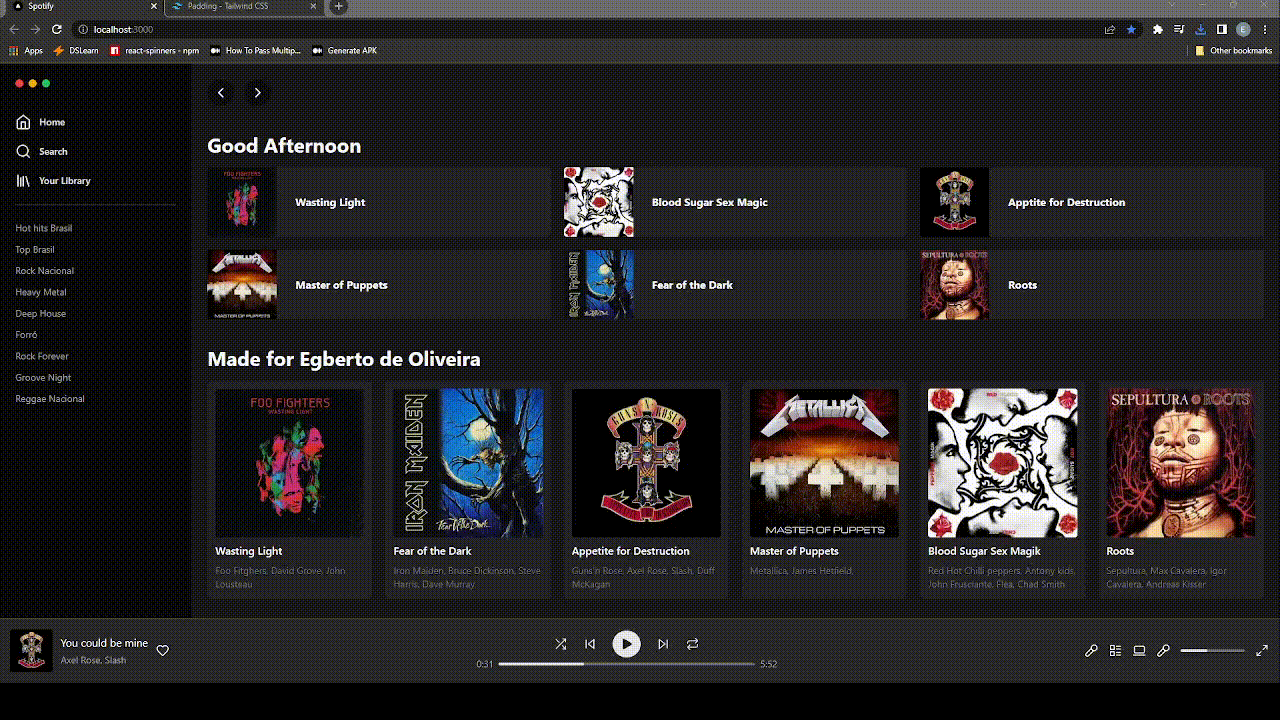 Spotify
Padding - Tailwind CSS
localhost:3000
Apps
DSLearn
react-spinners - npm
How To Pass Multip...
Generate APK
Other bookmarks
E
Home
Search
Your Library
Hot hits Brasil
Top Brasil
Rock Nacional
Heavy Metal
Deep House
Forró
Rock Forever
Groove Night
Reggae Nacional
Good Afternoon
Wasting Light
Blood Sugar Sex Magic
Apptite for Destruction
Master of Puppets
Fear of the Dark
Roots
Made for Egberto de Oliveira
FOO FIGHTERS
WASTING LIGHT
IRON MAIDEN
Fear of the Dark
GUNS N' ROSES
METALLICA
MASTER OF PUPPETS
SEPULTURA ROOTS
Wasting Light
Foo Fitghers, David Grove, John
Lousteau
Fear of the Dark
Iron Maiden, Bruce Dickinson, Steve
Harris, Dave Murray
Appetite for Destruction
Guns'n Rose, Axel Rose, Slash, Duff
McKagan
Master of Puppets
Metallica, James Hetfield,
Blood Sugar Sex Magik
Red Hot Chilli peppers, Antony kids,
John Frusciante, Flea, Chad Smith
Roots
Sepultura, Max Cavalera, Igor
Cavalera, Andreas Kisser
You could be mine
Axel Rose, Slash
0:31
5:52